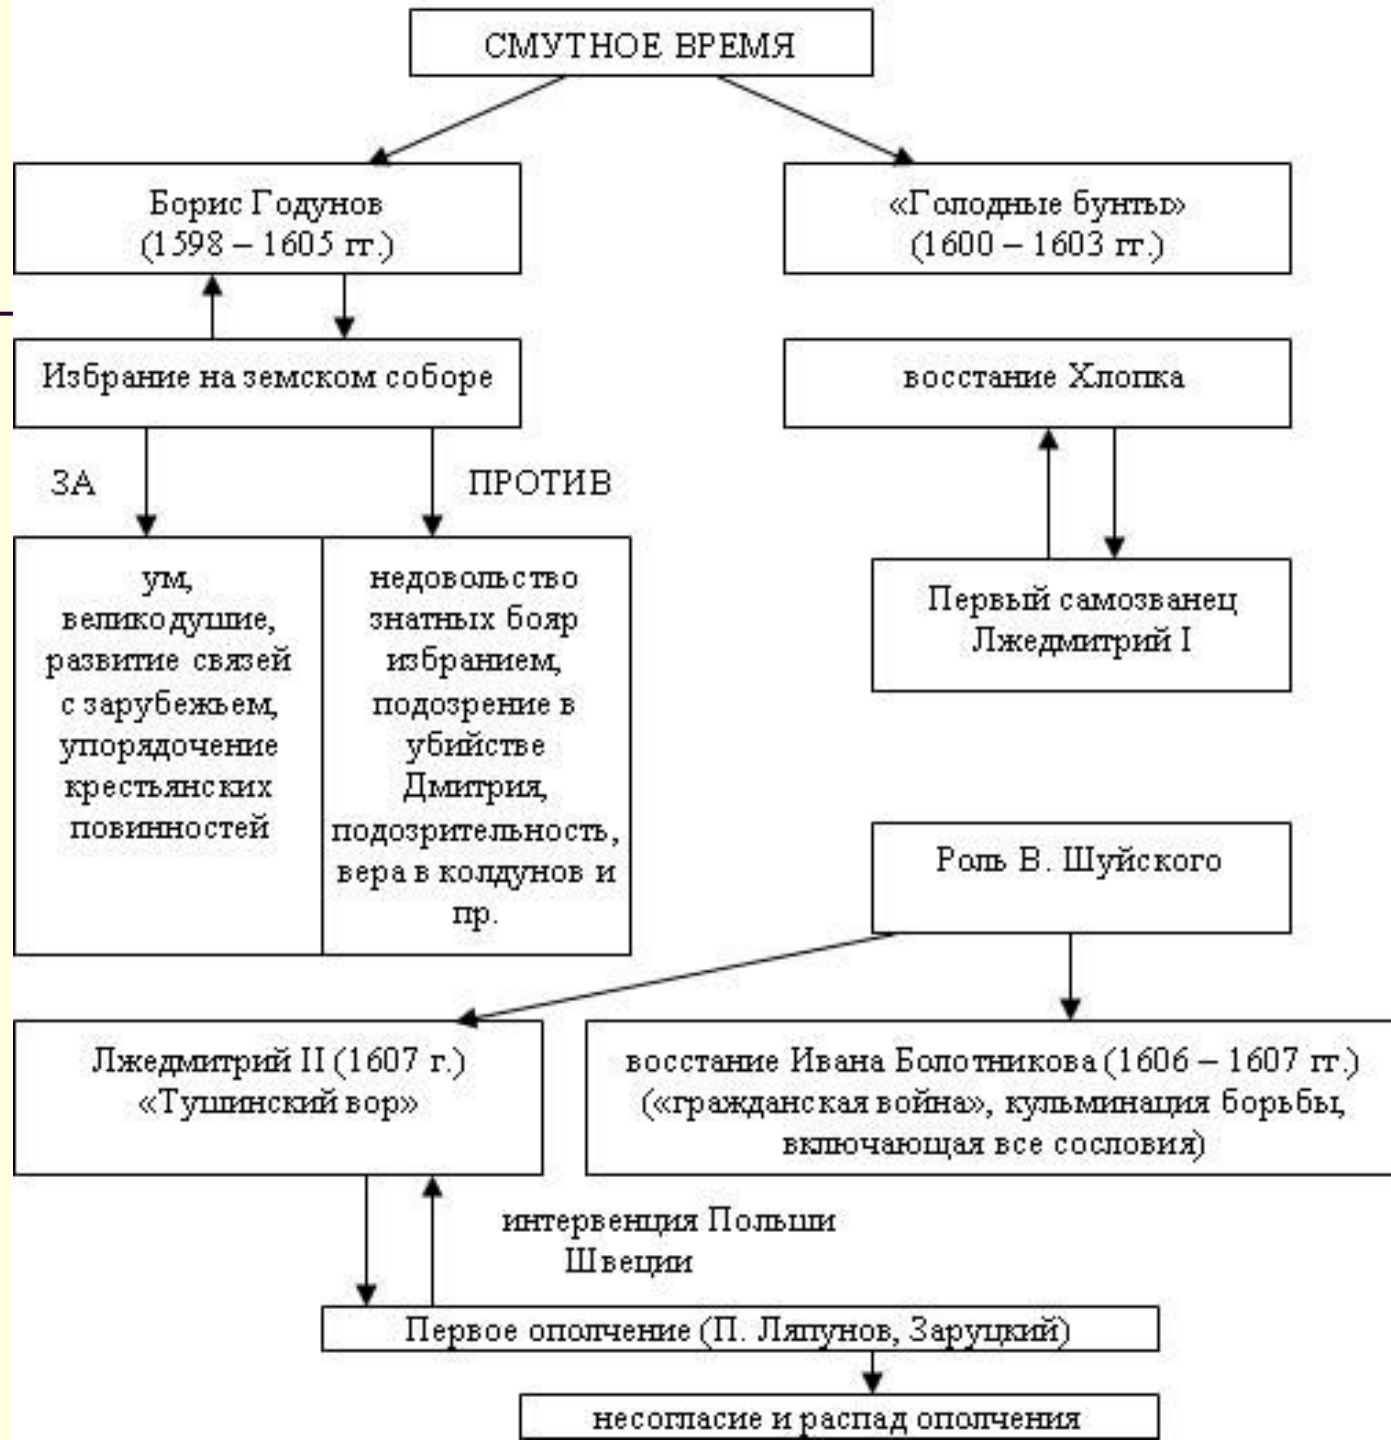 СМУТНОЕ ВРЕМЯ
Борис Годунов
(1598 – 1605 гг.)
«Голодные бунты»
(1600 – 1603 гг.)
Избрание на земском соборе
восстание Хлопка
ЗА
ПРОТИВ
ум,
великодушие,
развитие связей
с зарубежьем,
упорядочение
крестьянских
повинностей
недовольство
знатных бояр
избранием,
подозрение в
убийстве
Дмитрия,
подозрительность,
вера в колдунов и
пр.
Первый самозванец
Лжедмитрий I
Роль В. Шуйского
Лжедмитрий II (1607 г.)
«Тушинский вор»
восстание Ивана Болотникова (1606 – 1607 гг.)
(«гражданская война», кульминация борьбы,
включающая все сословия)
интервенция Польши
Швеции
Первое ополчение (П. Ляпунов, Заруцкий)
несогласие и распад ополчения